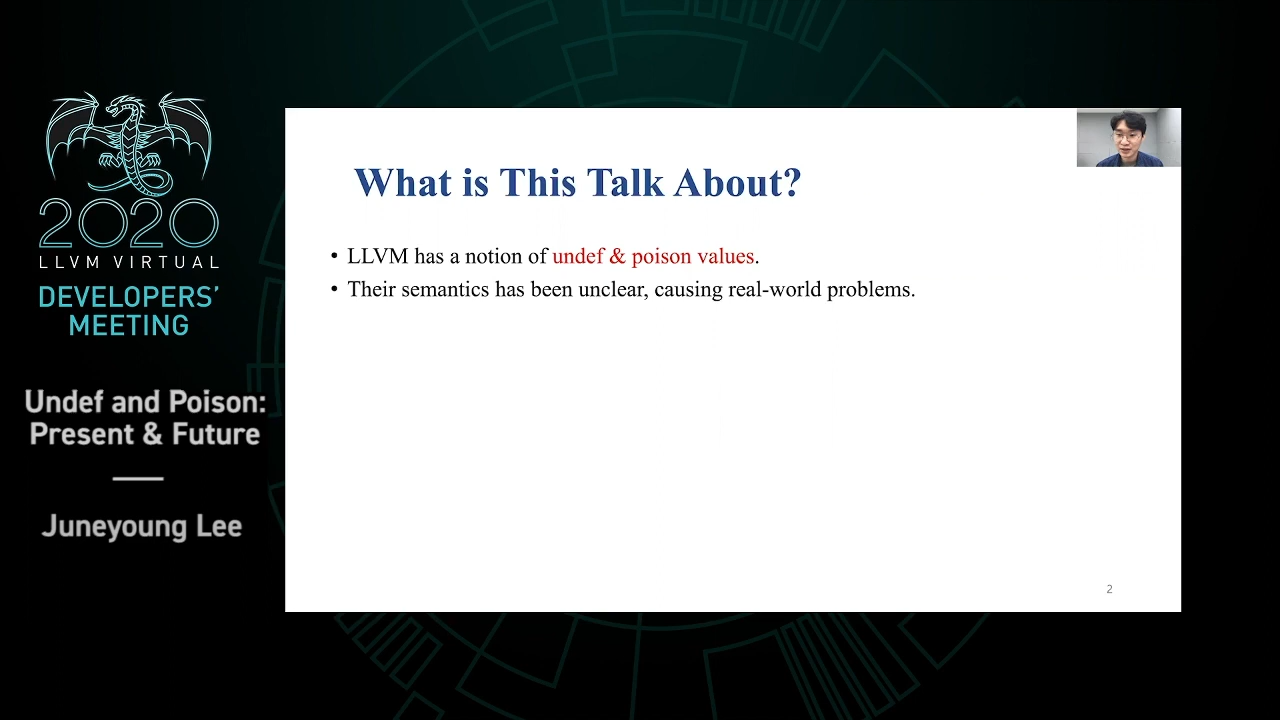 2020
LLVM VIRTUAL
DEVELOPERS’
MEETING
Undef and Poison:
Present & Future
Juneyoung Lee
What is This Talk About?
• LLVM has a notion of undef & poison values.
• Their semantics has been unclear, causing real-world problems.
2